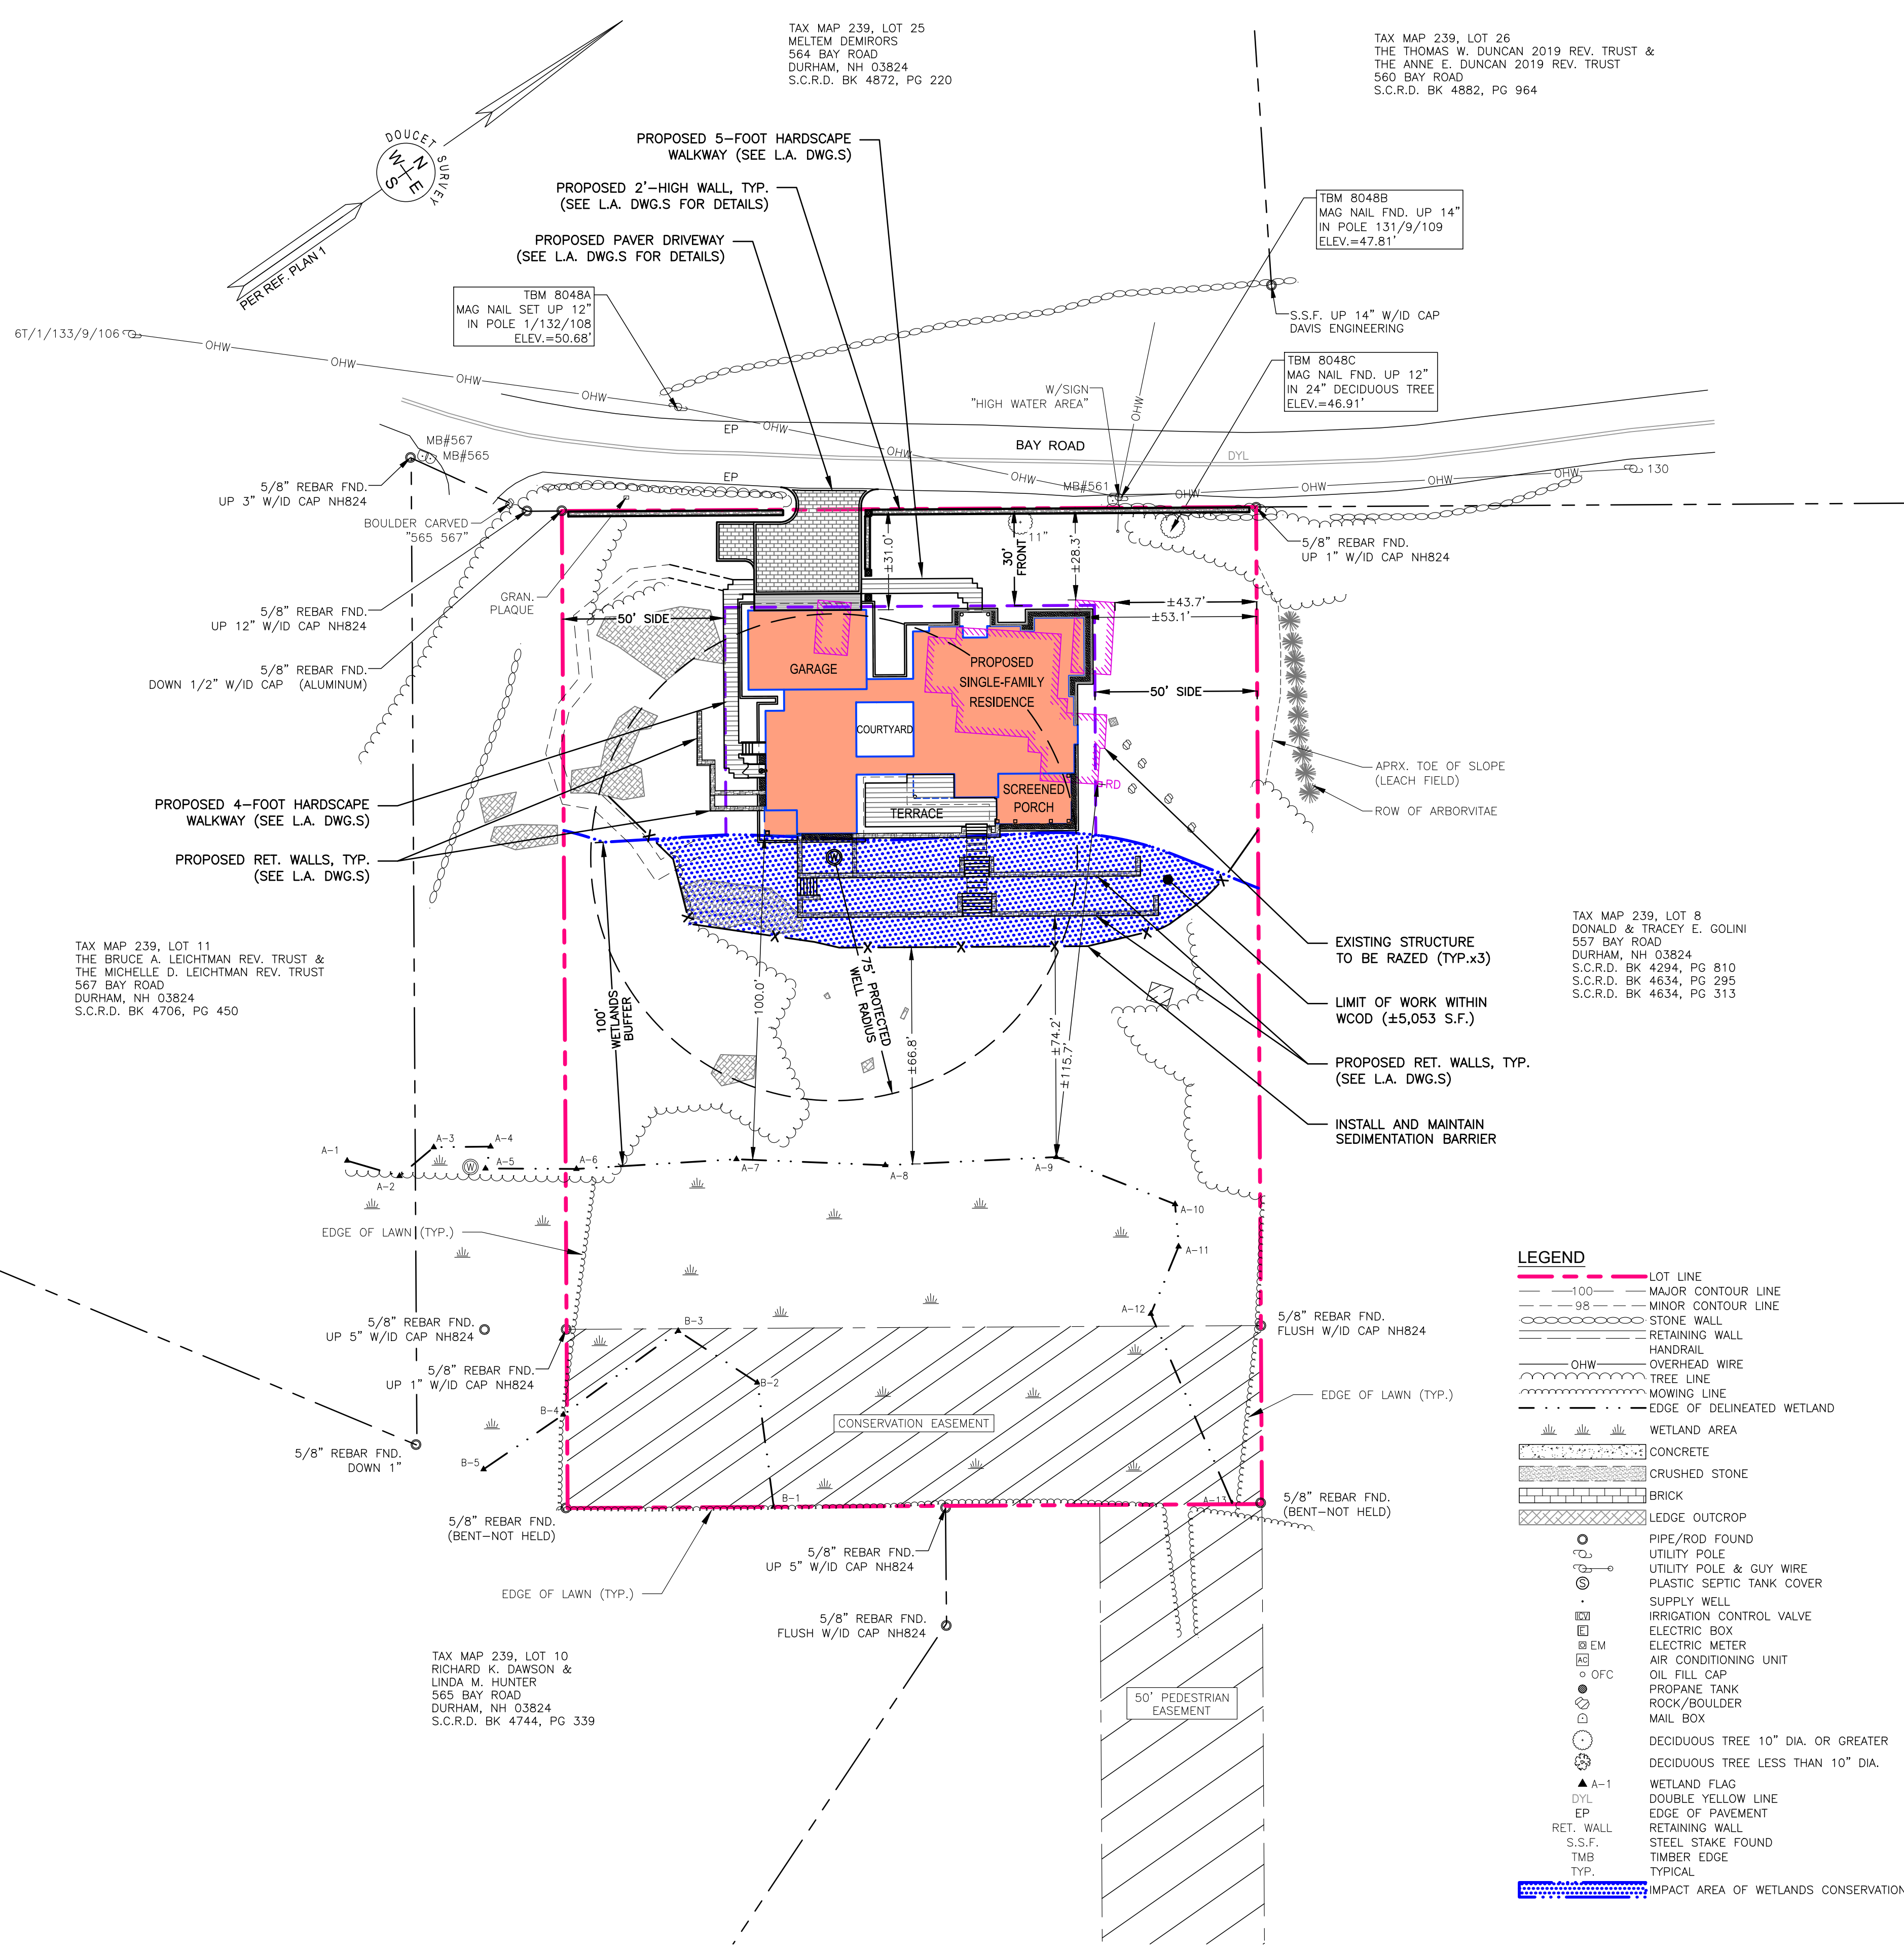 TAX MAP 239, LOT 25
MELTEM DEMIRORS
564 BAY ROAD
DURHAM, NH 03824
S.C.R.D. BK 4872, PG 220
TAX MAP 239, LOT 26
THE THOMAS W. DUNCAN 2019 REV. TRUST &
THE ANNE E. DUNCAN 2019 REV. TRUST
560 BAY ROAD
S.C.R.D. BK 4882, PG 964
DOUCET SURVEY
N
W
E
S
PER REF. PLAN 1
PROPOSED 5-FOOT HARDSCAPE
WALKWAY (SEE L.A. DWG.S)
PROPOSED 2'-HIGH WALL, TYP.
(SEE L.A. DWG.S FOR DETAILS)
PROPOSED PAVER DRIVEWAY
(SEE L.A. DWG.S FOR DETAILS)
TBM 8048A
MAG NAIL SET UP 12"
IN POLE 1/132/108
ELEV.=50.68'
TBM 8048B
MAG NAIL FND. UP 14"
IN POLE 131/9/109
ELEV.=47.81'
S.S.F. UP 14" W/ID CAP
DAVIS ENGINEERING
TBM 8048C
MAG NAIL FND. UP 12"
IN 24" DECIDUOUS TREE
ELEV.=46.91'
W/SIGN
"HIGH WATER AREA"
6T/1/133/9/106
OHW
OHW
OHW
OHW
OHW
OHW
OHW
OHW
OHW
OHW
OHW
OHW
130
EP
BAY ROAD
DYL
EP
MB#567
MB#565
MB#561
5/8" REBAR FND.
UP 3" W/ID CAP NH824
BOULDER CARVED
"565 567"
5/8" REBAR FND.
UP 12" W/ID CAP NH824
GRAN.
PLAQUE
5/8" REBAR FND.
DOWN 1/2" W/ID CAP (ALUMINUM)
5/8" REBAR FND.
UP 1" W/ID CAP NH824
±31.0'
30'
FRONT
11"
±28.3'
±43.7'
±53.1'
50' SIDE
50' SIDE
GARAGE
PROPOSED
SINGLE-FAMILY
RESIDENCE
COURTYARD
SCREENED
PORCH
TERRACE
RD
W
APRX. TOE OF SLOPE
(LEACH FIELD)
ROW OF ARBORVITAE
PROPOSED 4-FOOT HARDSCAPE
WALKWAY (SEE L.A. DWG.S)
PROPOSED RET. WALLS, TYP.
(SEE L.A. DWG.S)
TAX MAP 239, LOT 11
THE BRUCE A. LEICHTMAN REV. TRUST &
THE MICHELLE D. LEICHTMAN REV. TRUST
567 BAY ROAD
DURHAM, NH 03824
S.C.R.D. BK 4706, PG 450
TAX MAP 239, LOT 8
DONALD & TRACEY E. GOLINI
557 BAY ROAD
DURHAM, NH 03824
S.C.R.D. BK 4294, PG 810
S.C.R.D. BK 4634, PG 295
S.C.R.D. BK 4634, PG 313
EXISTING STRUCTURE
TO BE RAZED (TYP.x3)
LIMIT OF WORK WITHIN
WCOD (±5,053 S.F.)
PROPOSED RET. WALLS, TYP.
(SEE L.A. DWG.S)
INSTALL AND MAINTAIN
SEDIMENTATION BARRIER
100'
WETLANDS
BUFFER
100.0'
75' PROTECTED
WELL RADIUS
±66.8'
±74.2'
±115.7'
A-1
A-2
A-3
A-4
A-5
W
A-6
A-7
A-8
A-9
A-10
A-11
A-12
A-13
EDGE OF LAWN (TYP.)
5/8" REBAR FND.
UP 5" W/ID CAP NH824
5/8" REBAR FND.
UP 1" W/ID CAP NH824
5/8" REBAR FND.
FLUSH W/ID CAP NH824
B-1
B-2
B-3
B-4
B-5
CONSERVATION EASEMENT
EDGE OF LAWN (TYP.)
5/8" REBAR FND.
DOWN 1"
5/8" REBAR FND.
(BENT-NOT HELD)
5/8" REBAR FND.
(BENT-NOT HELD)
5/8" REBAR FND.
UP 5" W/ID CAP NH824
EDGE OF LAWN (TYP.)
5/8" REBAR FND.
FLUSH W/ID CAP NH824
TAX MAP 239, LOT 10
RICHARD K. DAWSON &
LINDA M. HUNTER
565 BAY ROAD
DURHAM, NH 03824
S.C.R.D. BK 4744, PG 339
50' PEDESTRIAN
EASEMENT
LEGEND
LOT LINE
100 MAJOR CONTOUR LINE
98 MINOR CONTOUR LINE
STONE WALL
RETAINING WALL
HANDRAIL
OHW OVERHEAD WIRE
TREE LINE
MOWING LINE
EDGE OF DELINEATED WETLAND
WETLAND AREA
CONCRETE
CRUSHED STONE
BRICK
LEDGE OUTCROP
PIPE/ROD FOUND
UTILITY POLE
UTILITY POLE & GUY WIRE
S PLASTIC SEPTIC TANK COVER
SUPPLY WELL
ICV IRRIGATION CONTROL VALVE
E ELECTRIC BOX
EM ELECTRIC METER
AC AIR CONDITIONING UNIT
OFC OIL FILL CAP
PROPANE TANK
ROCK/BOULDER
MAIL BOX
DECIDUOUS TREE 10" DIA. OR GREATER
DECIDUOUS TREE LESS THAN 10" DIA.
A-1 WETLAND FLAG
DYL DOUBLE YELLOW LINE
EP EDGE OF PAVEMENT
RET. WALL RETAINING WALL
S.S.F. STEEL STAKE FOUND
TMB TIMBER EDGE
TYP. TYPICAL
IMPACT AREA OF WETLANDS CONSERVATION